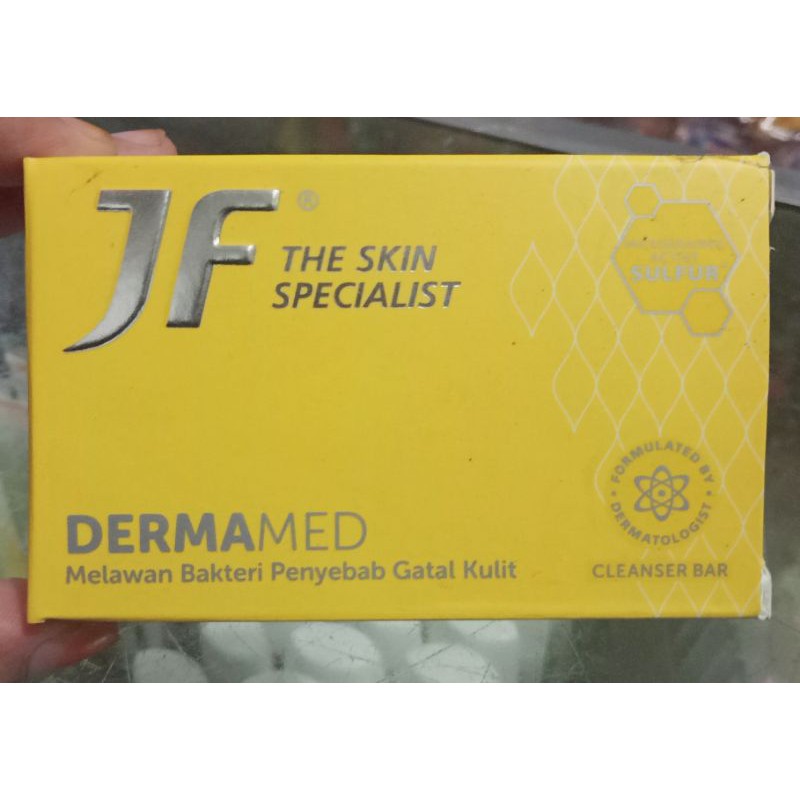 JF®
THE SKIN
SPECIALIST
SULFUR
FORMULATED BY
DERMATOLOGIST
DERMAMED
Melawan Bakteri Penyebab Gatal Kulit
CLEANSER BAR